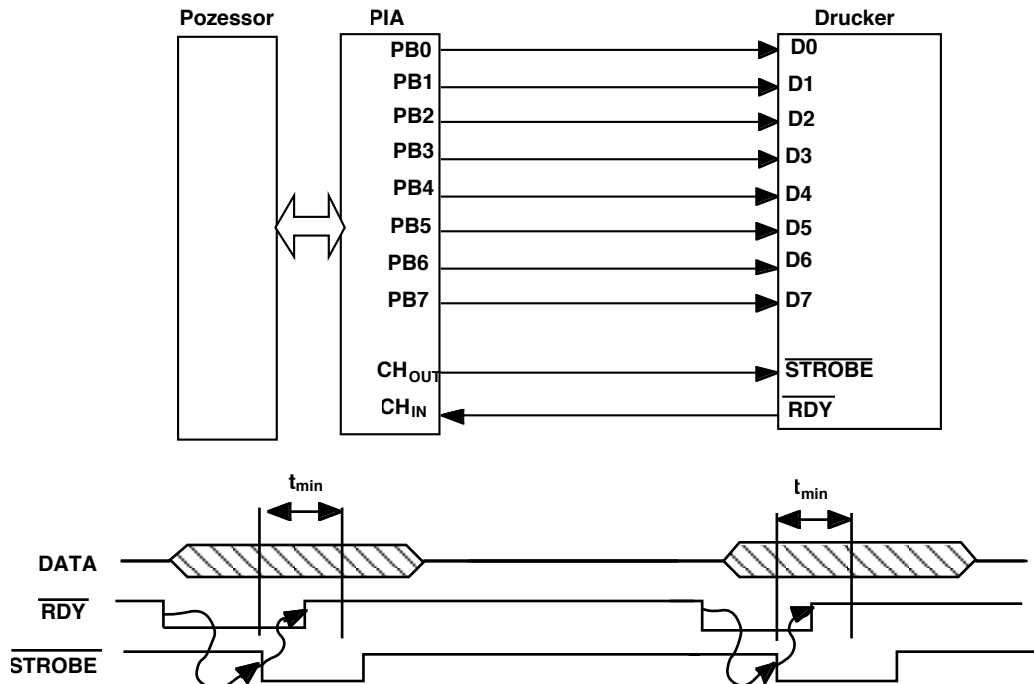 Pozessor PIA Drucker
PB0 D0
PB1 D1
PB2 D2
PB3 D3
PB4 D4
PB5 D5
PB6 D6
PB7 D7
CHOUT STROBE
CHIN RDY
tmin tmin
DATA
RDY
STROBE